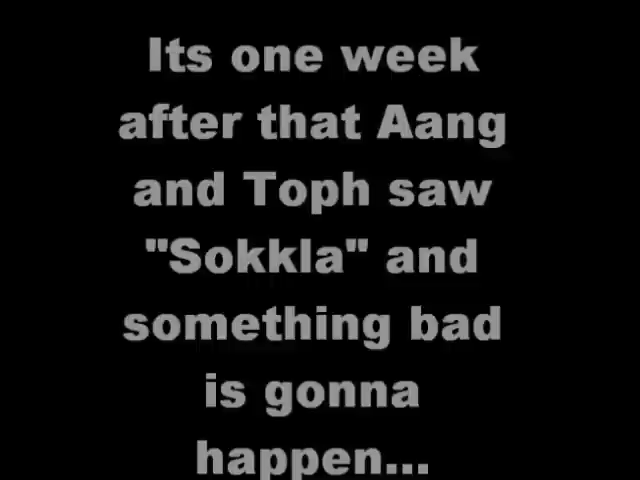 Its one week
after that Aang
and Toph saw
"Sokkla" and
something bad
is gonna
happen...